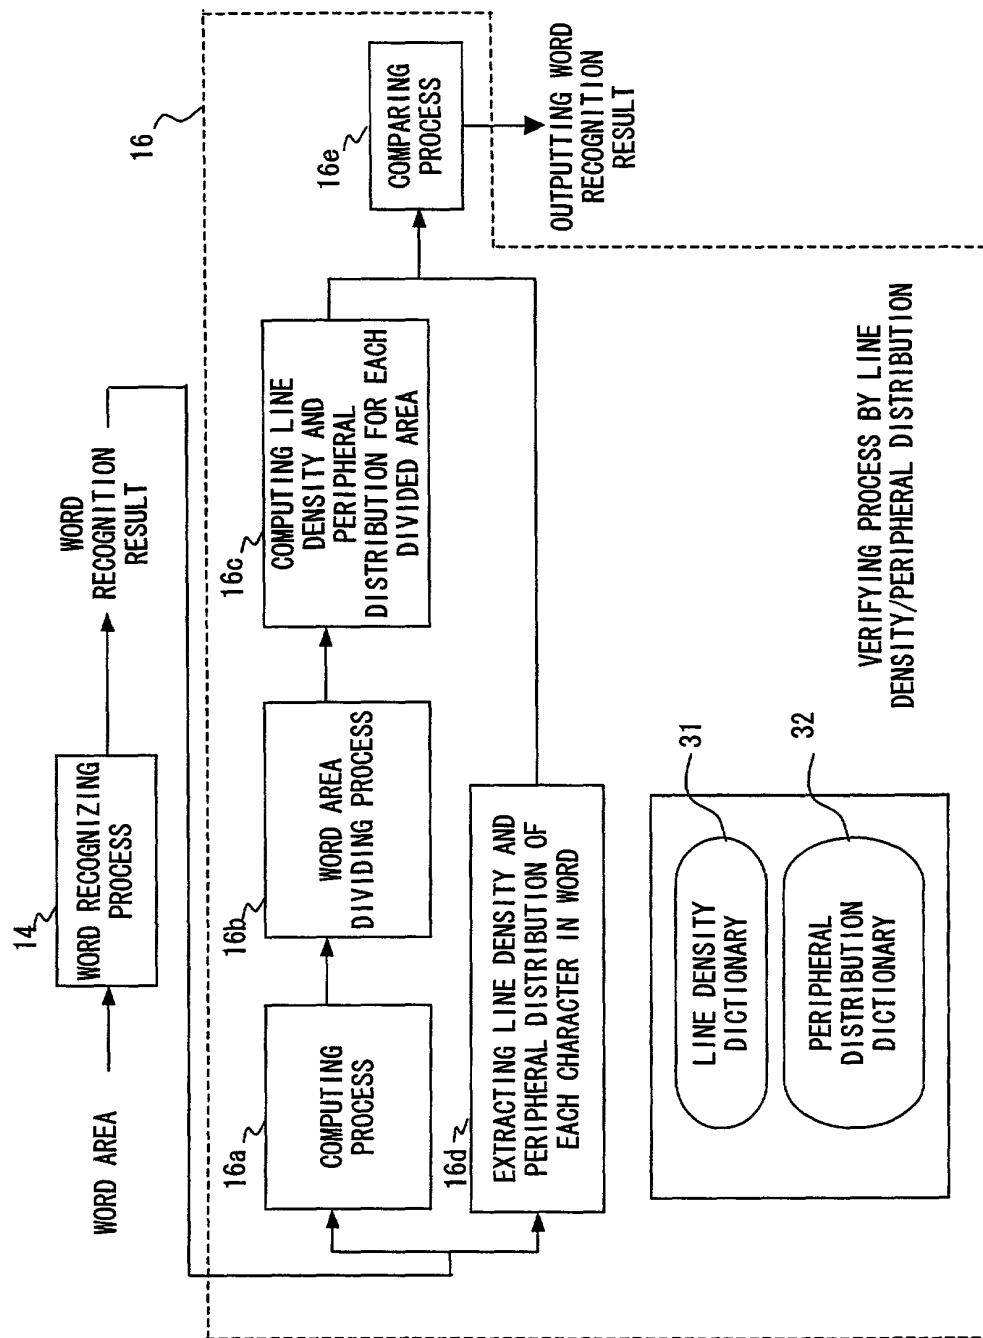 14
WORD AREA
WORD RECOGNIZING
PROCESS
WORD
RECOGNITION
RESULT
16
16a
COMPUTING
PROCESS
16b
WORD AREA
DIVIDING PROCESS
16c
COMPUTING LINE
DENSITY AND
PERIPHERAL
DISTRIBUTION FOR EACH
DIVIDED AREA
16e
COMPARING
PROCESS
16d
EXTRACTING LINE DENSITY AND
PERIPHERAL DISTRIBUTION OF
EACH CHARACTER IN WORD
OUTPUTTING WORD
RECOGNITION
RESULT
31
LINE DENSITY
DICTIONARY
32
PERIPHERAL
DISTRIBUTION
DICTIONARY
VERIFYING PROCESS BY LINE
DENSITY/PERIPHERAL DISTRIBUTION